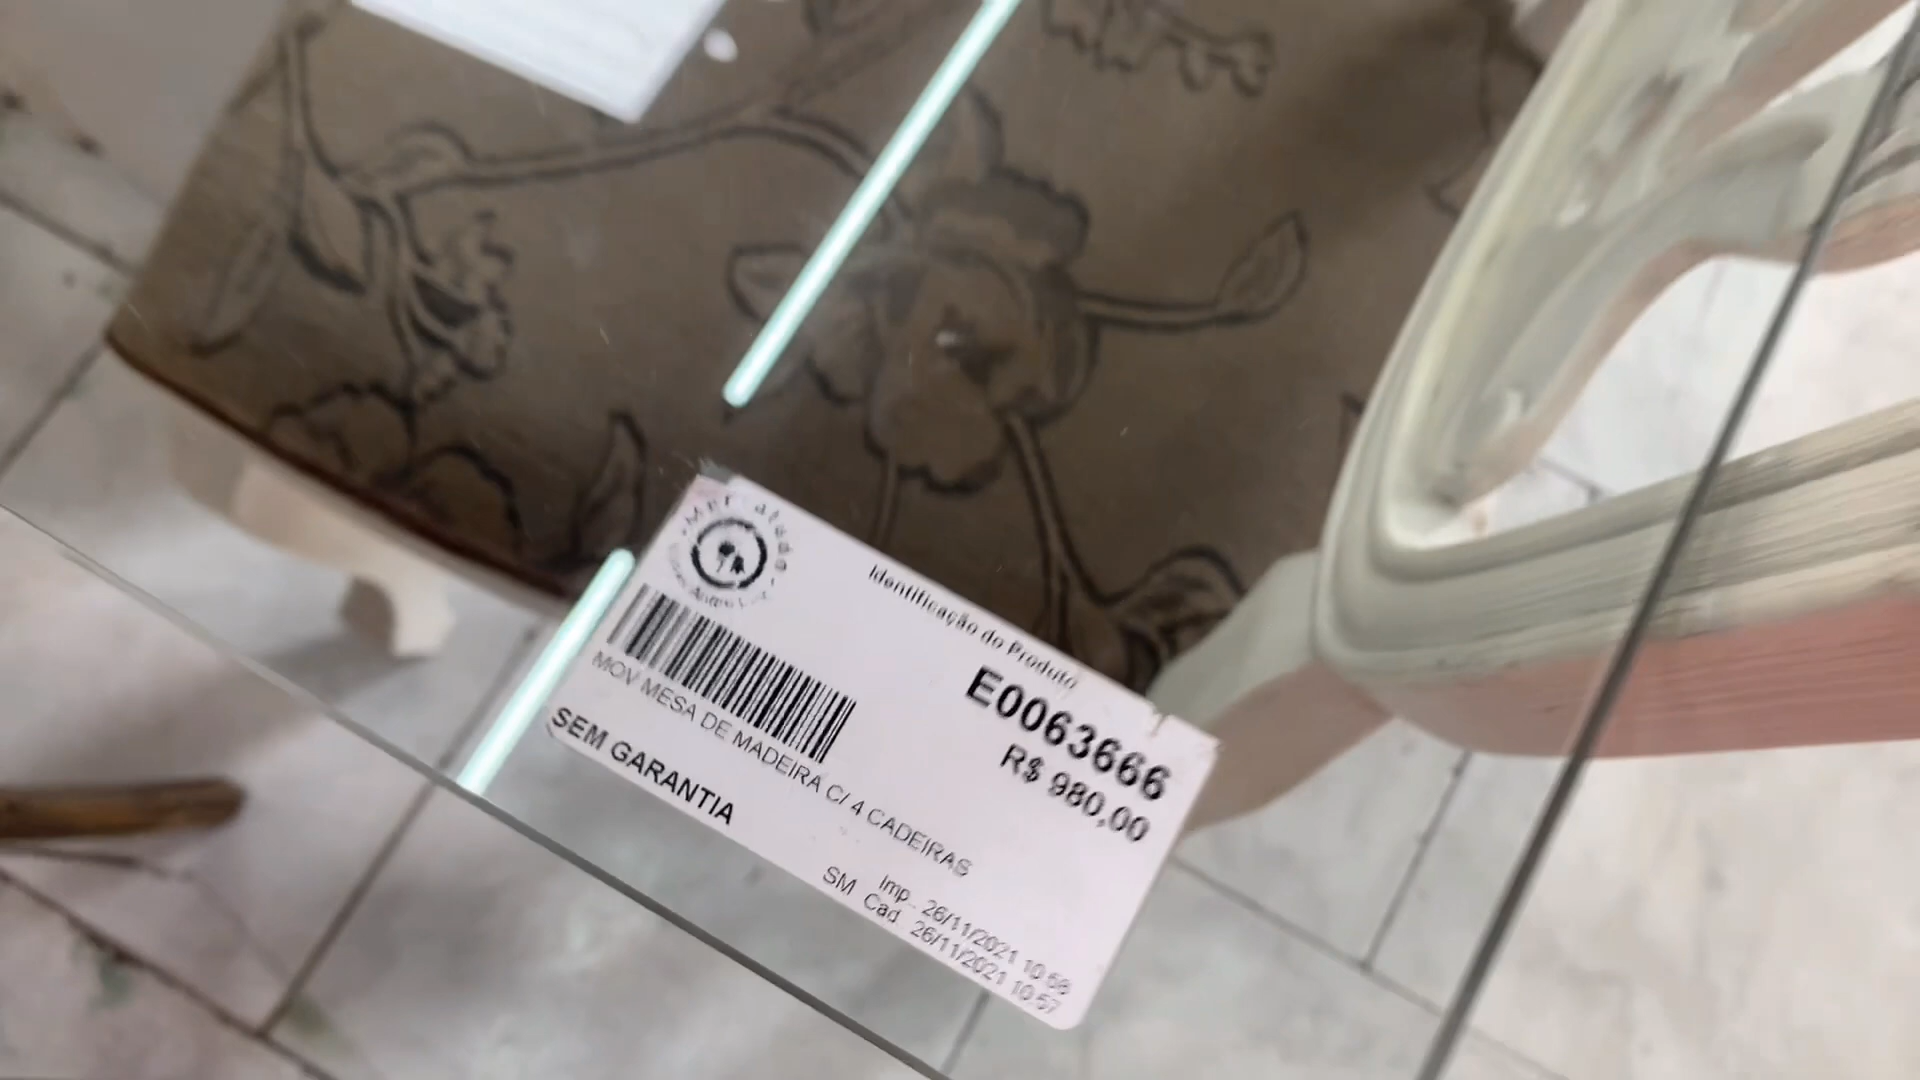 Identificação do Produto
E0063666
R$ 980,00
MOV MESA DE MADEIRA C/ 4 CADEIRAS
SEM GARANTIA
Imp. 26/11/2021 10:58
SM Cad. 26/11/2021 10:57